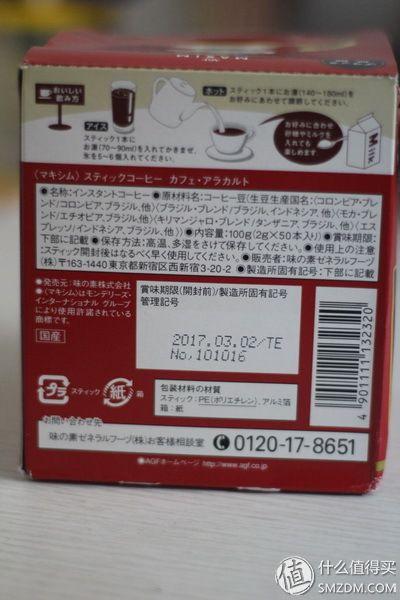 MAXIM
おいしい
飲み方
ホット スティック1本にお湯(140~180ml)を
お好みにあわせて調節してください。
アイス
スティック1本に
お湯(70~90ml)を入れてかきまぜ、
氷を5~6個入れてください。
お好みに合わせ
砂糖やミルクを
入れても
楽しめます。
Milk
〈マキシム〉スティックコーヒー カフェ・アラカルト
●名称:インスタントコーヒー●原材料名:コーヒー豆(生豆生産国名:〈コロンビア・ブレ
ンド/コロンビア,ブラジル,他〉〈ブラジル・ブレンド/ブラジル,インドネシア,他〉〈モカ・ブレ
ンド/エチオピア,ブラジル,他〉〈キリマンジャロ・ブレンド/タンザニア,ブラジル,他〉〈エス
プレッソ/インドネシア,ブラジル,他〉)●内容量:100g(2g×50本入り)●賞味期限:
下部に記載●保存方法:高温、多湿をさけて保存してください。●使用上の注意
:スティック開封後はなるべく早く使用してください。●販売者:味の素ゼネラルフーヅ
(株)〒163-1440東京都新宿区西新宿3-20-2 ●製造所固有記号:下部に記載
●発売元:味の素株式会社
●〈マキシム〉はモンデリーズ・
インターナショナル グループ
により使用許諾されている
商標です。
国産
賞味期限(開封前)/製造所固有記号
管理記号
2017.03.02/TE
No.101016
4 901111 132320
プラ スティック 紙 箱
包装材料の材質
スティック:PE(ポリエチレン)、アルミ箔
箱:紙
お問い合わせ先
味の素ゼネラルフーヅ(株)お客様相談室 0120-17-8651
●AGFホームページ http://www.agf.co.jp
值 什么值得买
SMZDM.COM